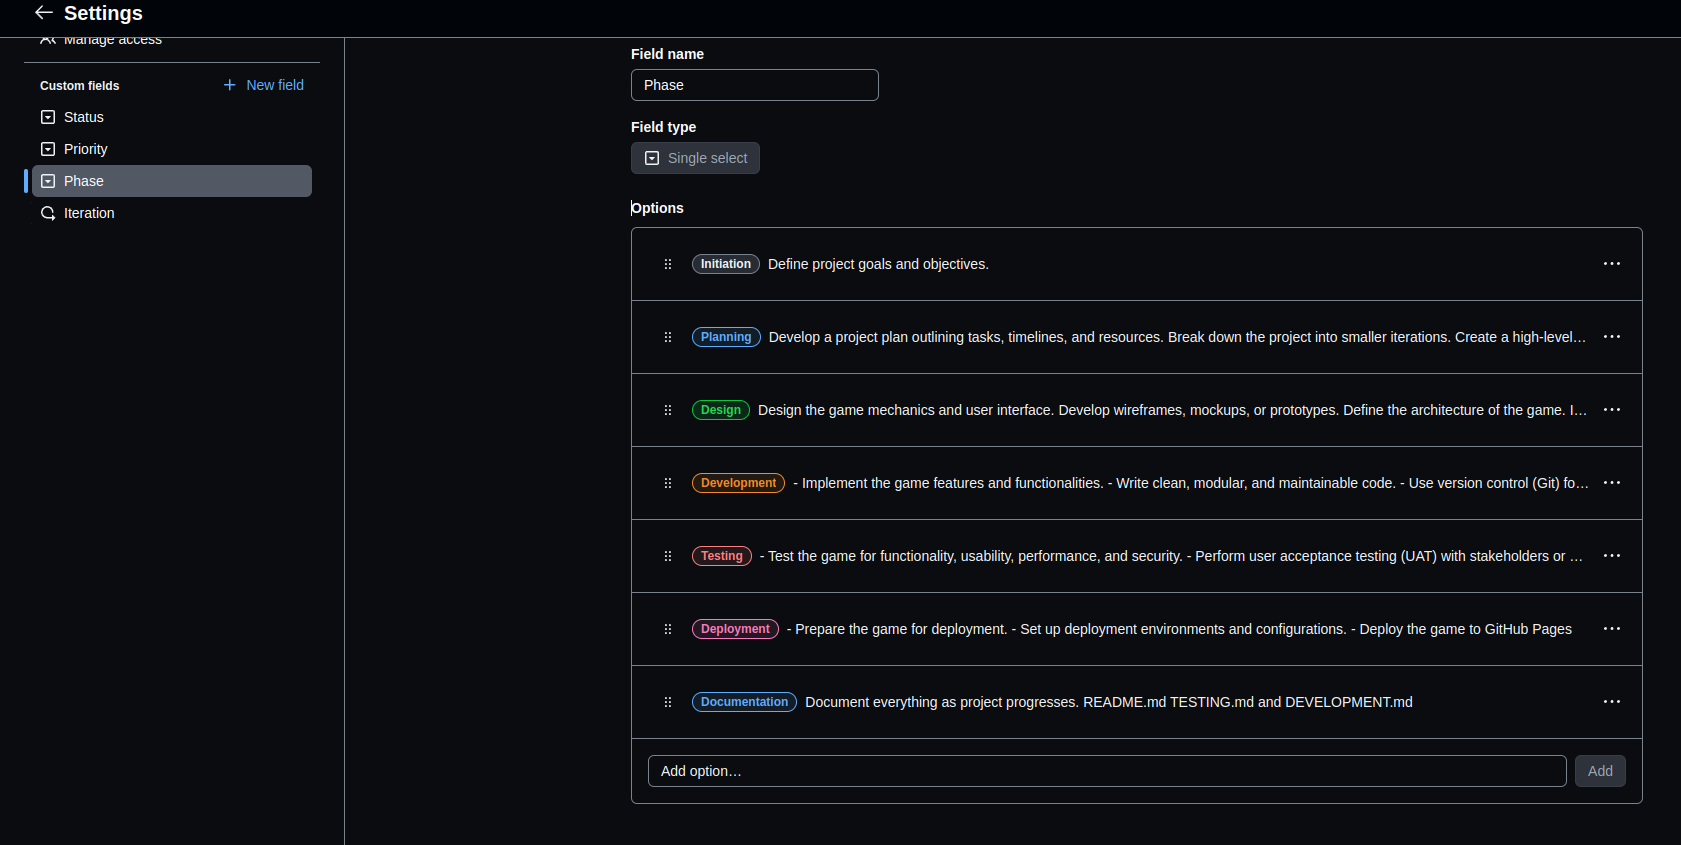 Settings
Manage access
Custom fields
New field
Status
Priority
Phase
Iteration
Field name
Phase
Field type
Single select
Options
Initiation Define project goals and objectives.
Planning Develop a project plan outlining tasks, timelines, and resources. Break down the project into smaller iterations. Create a high-level…
Design Design the game mechanics and user interface. Develop wireframes, mockups, or prototypes. Define the architecture of the game. I…
Development - Implement the game features and functionalities. - Write clean, modular, and maintainable code. - Use version control (Git) fo…
Testing - Test the game for functionality, usability, performance, and security. - Perform user acceptance testing (UAT) with stakeholders or …
Deployment - Prepare the game for deployment. - Set up deployment environments and configurations. - Deploy the game to GitHub Pages
Documentation Document everything as project progresses. README.md TESTING.md and DEVELOPMENT.md
Add option…
Add